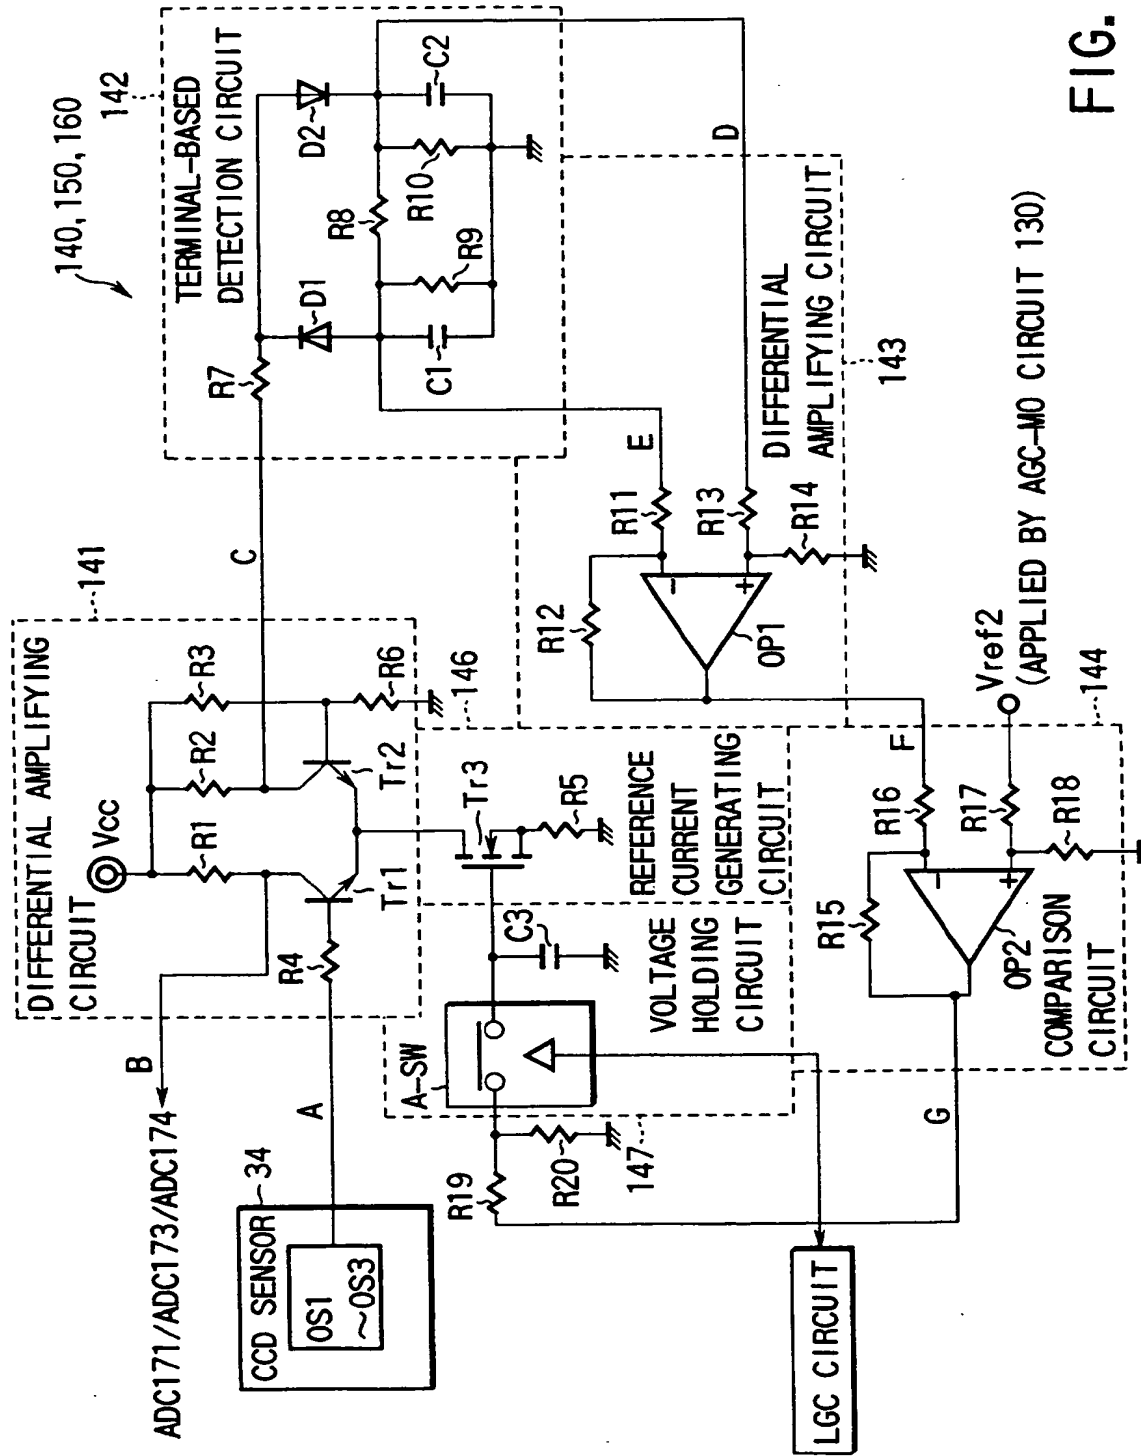 140,150,160
142
TERMINAL-BASED
DETECTION CIRCUIT
D1
D2
R7
R8
R9
R10
C1
C2
C
D
E
141
DIFFERENTIAL AMPLIFYING
CIRCUIT
Vcc
R1
R2
R3
R4
R6
Tr1
Tr2
B
ADC171/ADC173/ADC174
A
34
CCD SENSOR
OS1
~OS3
146
REFERENCE
CURRENT
GENERATING
CIRCUIT
Tr3
R5
VOLTAGE
HOLDING
CIRCUIT
C3
A-SW
147
R19
R20
DIFFERENTIAL
AMPLIFYING CIRCUIT
143
R11
R12
R13
R14
OP1
-
+
F
Vref2
(APPLIED BY AGC-MO CIRCUIT 130)
144
R15
R16
R17
R18
OP2
-
+
COMPARISON
CIRCUIT
G
LGC CIRCUIT
FIG.